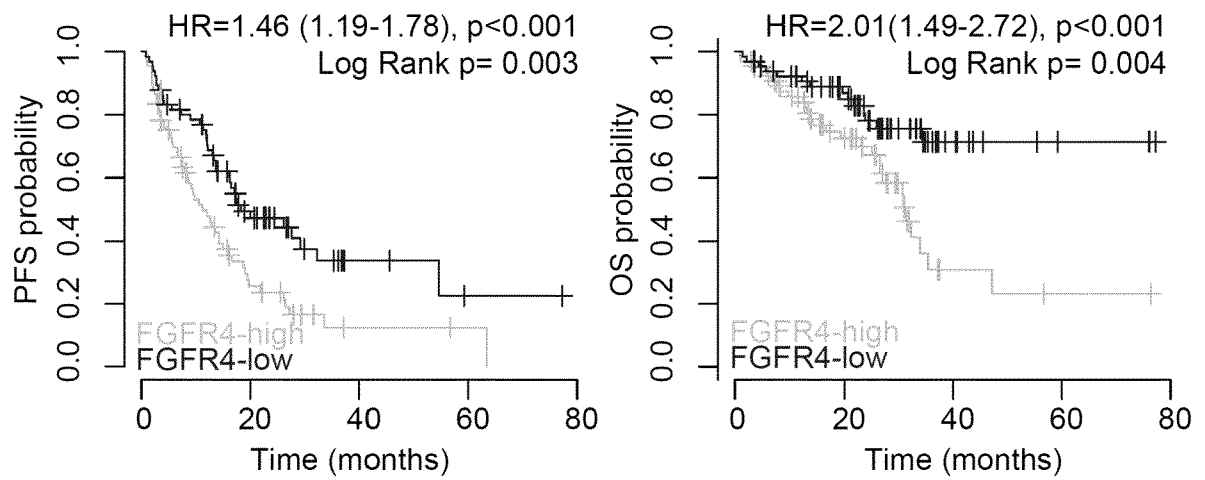 HR=1.46 (1.19-1.78), p<0.001
Log Rank p= 0.003
PFS probability
1.0
0.8
0.6
0.4
0.2
0.0
FGFR4-high
FGFR4-low
0 20 40 60 80
Time (months)
HR=2.01(1.49-2.72), p<0.001
Log Rank p= 0.004
OS probability
1.0
0.8
0.6
0.4
0.2
0.0
FGFR4-high
FGFR4-low
0 20 40 60 80
Time (months)